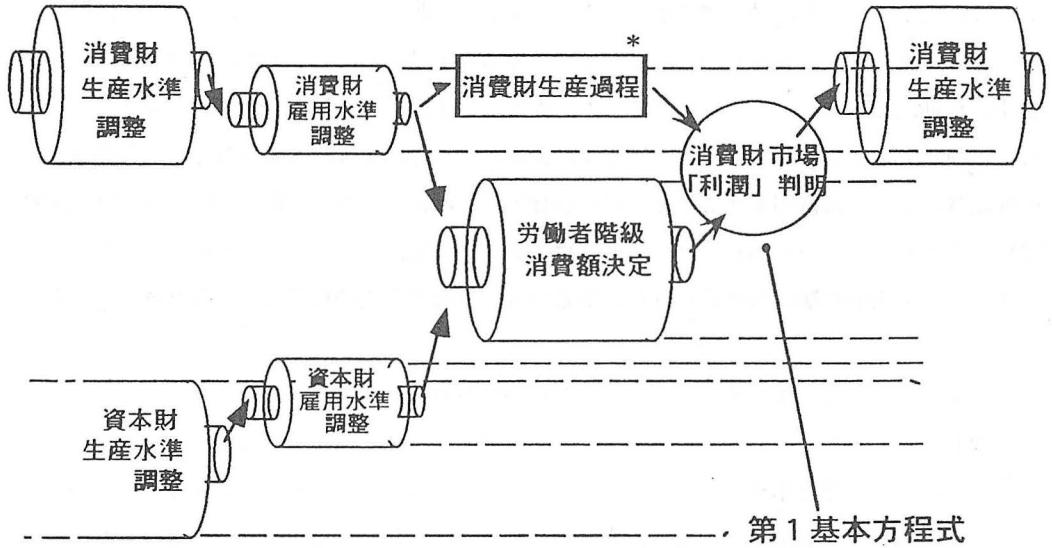 消費財
生産水準
調整
消費財
雇用水準
調整
*
消費財生産過程
消費財市場
「利潤」判明
消費財
生産水準
調整
労働者階級
消費額決定
資本財
雇用水準
調整
資本財
生産水準
調整
第1基本方程式